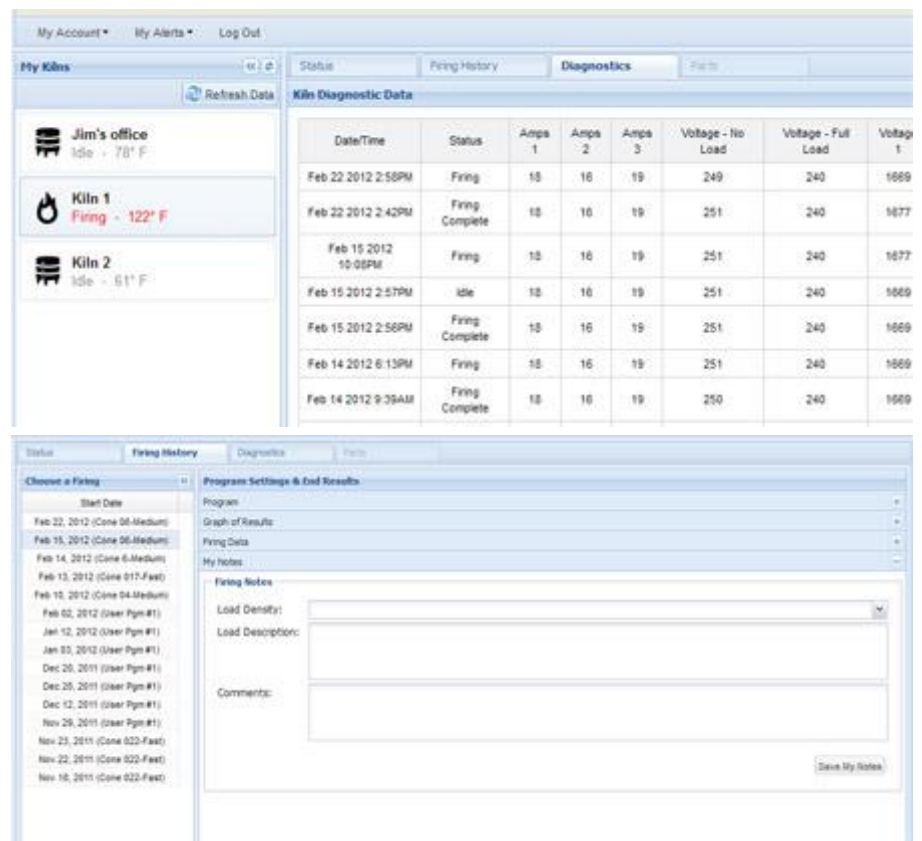 My Account My Alerts Log Out
My Kilns
Refresh Data
Jim's office
Idle - 78° F
Kiln 1
Firing - 122° F
Kiln 2
Idle - 61° F
Status Firing History Diagnostics Parts
Kiln Diagnostic Data
Date/Time Status Amps 1 Amps 2 Amps 3 Voltage - No Load Voltage - Full Load Voltage 1
Feb 22 2012 2:58PM Firing 18 16 19 249 240 1669
Feb 22 2012 2:42PM Firing Complete 18 16 19 251 240 1677
Feb 15 2012 10:08PM Firing 18 16 19 251 240 1677
Feb 15 2012 2:57PM Idle 18 16 19 251 240 1669
Feb 15 2012 2:56PM Firing Complete 18 16 19 251 240 1669
Feb 14 2012 6:13PM Firing 18 16 19 251 240 1669
Feb 14 2012 9:39AM Firing Complete 18 16 19 250 240 1669
Status Firing History Diagnostics Parts
Choose a Firing
Start Date
Feb 22, 2012 (Cone 06-Medium)
Feb 15, 2012 (Cone 06-Medium)
Feb 14, 2012 (Cone 6-Medium)
Feb 13, 2012 (Cone 017-Fast)
Feb 10, 2012 (Cone 04-Medium)
Feb 02, 2012 (User Pgm #1)
Jan 12, 2012 (User Pgm #1)
Jan 03, 2012 (User Pgm #1)
Dec 20, 2011 (User Pgm #1)
Dec 20, 2011 (User Pgm #1)
Dec 12, 2011 (User Pgm #1)
Nov 29, 2011 (User Pgm #1)
Nov 23, 2011 (Cone 022-Fast)
Nov 22, 2011 (Cone 022-Fast)
Nov 18, 2011 (Cone 022-Fast)
Program Settings & End Results
Program
Graph of Results
Firing Data
My Notes
Firing Notes
Load Density:
Load Description:
Comments:
Save My Notes